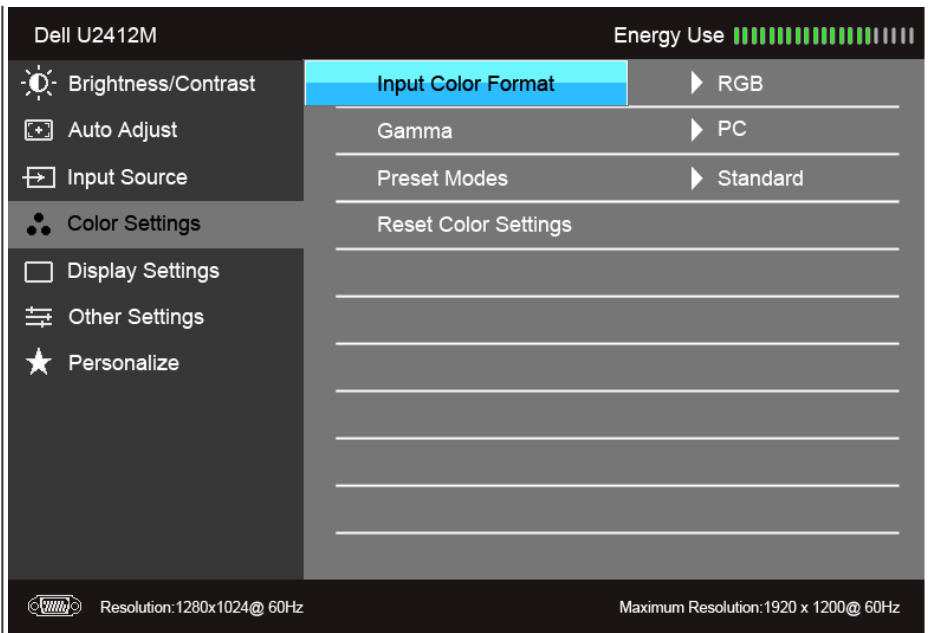 Dell U2412M
Energy Use
Brightness/Contrast
Auto Adjust
Input Source
Color Settings
Display Settings
Other Settings
Personalize
Input Color Format
RGB
Gamma
PC
Preset Modes
Standard
Reset Color Settings
Resolution:1280x1024@ 60Hz
Maximum Resolution:1920 x 1200@ 60Hz